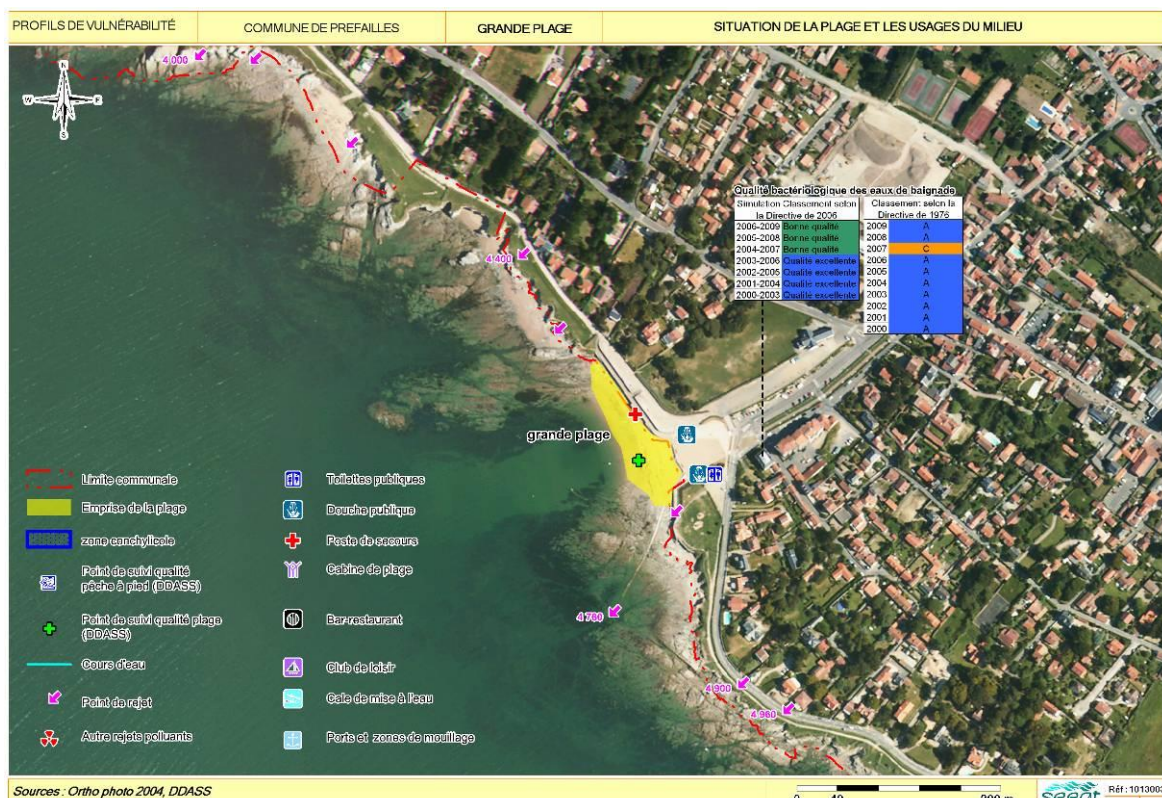 PROFILS DE VULNÉRABILITÉ
COMMUNE DE PREFAILLES
GRANDE PLAGE
SITUATION DE LA PLAGE ET LES USAGES DU MILIEU
4 000
N
W
S
4 400
Qualité bactériologique des eaux de baignade
Simulation Classement selon
la Directive de 2006
2006-2009 Bonne qualité
2005-2008 Bonne qualité
2004-2007 Bonne qualité
2003-2006 Qualité excellente
2002-2005 Qualité excellente
2001-2004 Qualité excellente
2000-2003 Qualité excellente
Classement selon la
Directive de 1976
2009 A
2008 A
2007 C
2006 A
2005 A
2004 A
2003 A
2002 A
2001 A
2000 A
grande plage
Limite communale
Emprise de la plage
zone conchylicole
Point de suivi qualité
pêche à pied (DDASS)
Point de suivi qualité plage
(DDASS)
Cours d'eau
Point de rejet
Autre rejets polluants
Toilettes publiques
Douche publique
Poste de secours
Cabine de plage
Bar-restaurant
Club de loisir
Cale de mise à l'eau
Ports et zones de mouillage
4 760
4 900
4 960
Sources : Ortho photo 2004, DDASS
0 40 200 m
seegt
Réf : 1013003